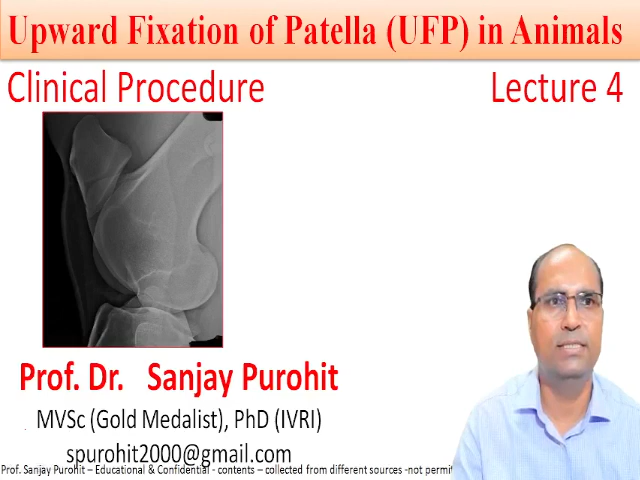 Upward Fixation of Patella (UFP) in Animals
Clinical Procedure Lecture 4
Prof. Dr. Sanjay Purohit
MVSc (Gold Medalist), PhD (IVRI)
spurohit2000@gmail.com
Prof. Sanjay Purohit – Educational & Confidential - contents – collected from different sources -not permit